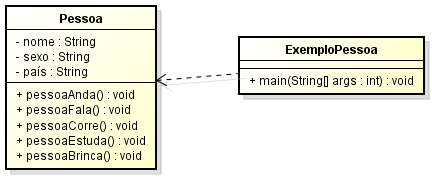 Pessoa
- nome : String
- sexo : String
- país : String
+ pessoaAnda() : void
+ pessoaFala() : void
+ pessoaCorre() : void
+ pessoaEstuda() : void
+ pessoaBrinca() : void
ExemploPessoa
+ main(String[] args : int) : void